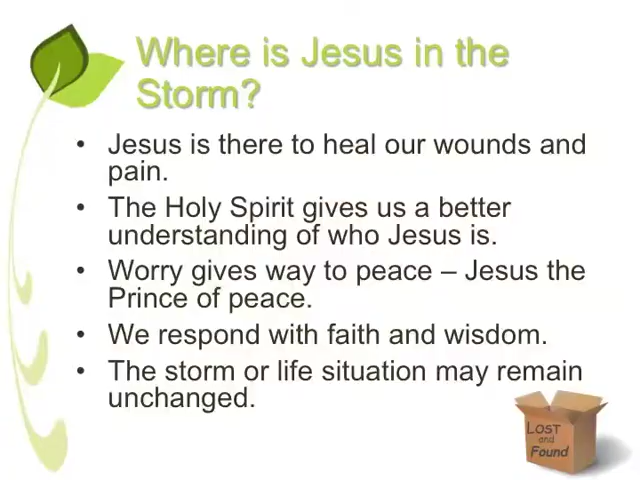 Where is Jesus in the
Storm?
• Jesus is there to heal our wounds and
pain.
• The Holy Spirit gives us a better
understanding of who Jesus is.
• Worry gives way to peace – Jesus the
Prince of peace.
• We respond with faith and wisdom.
• The storm or life situation may remain
unchanged.
LOST
and
Found